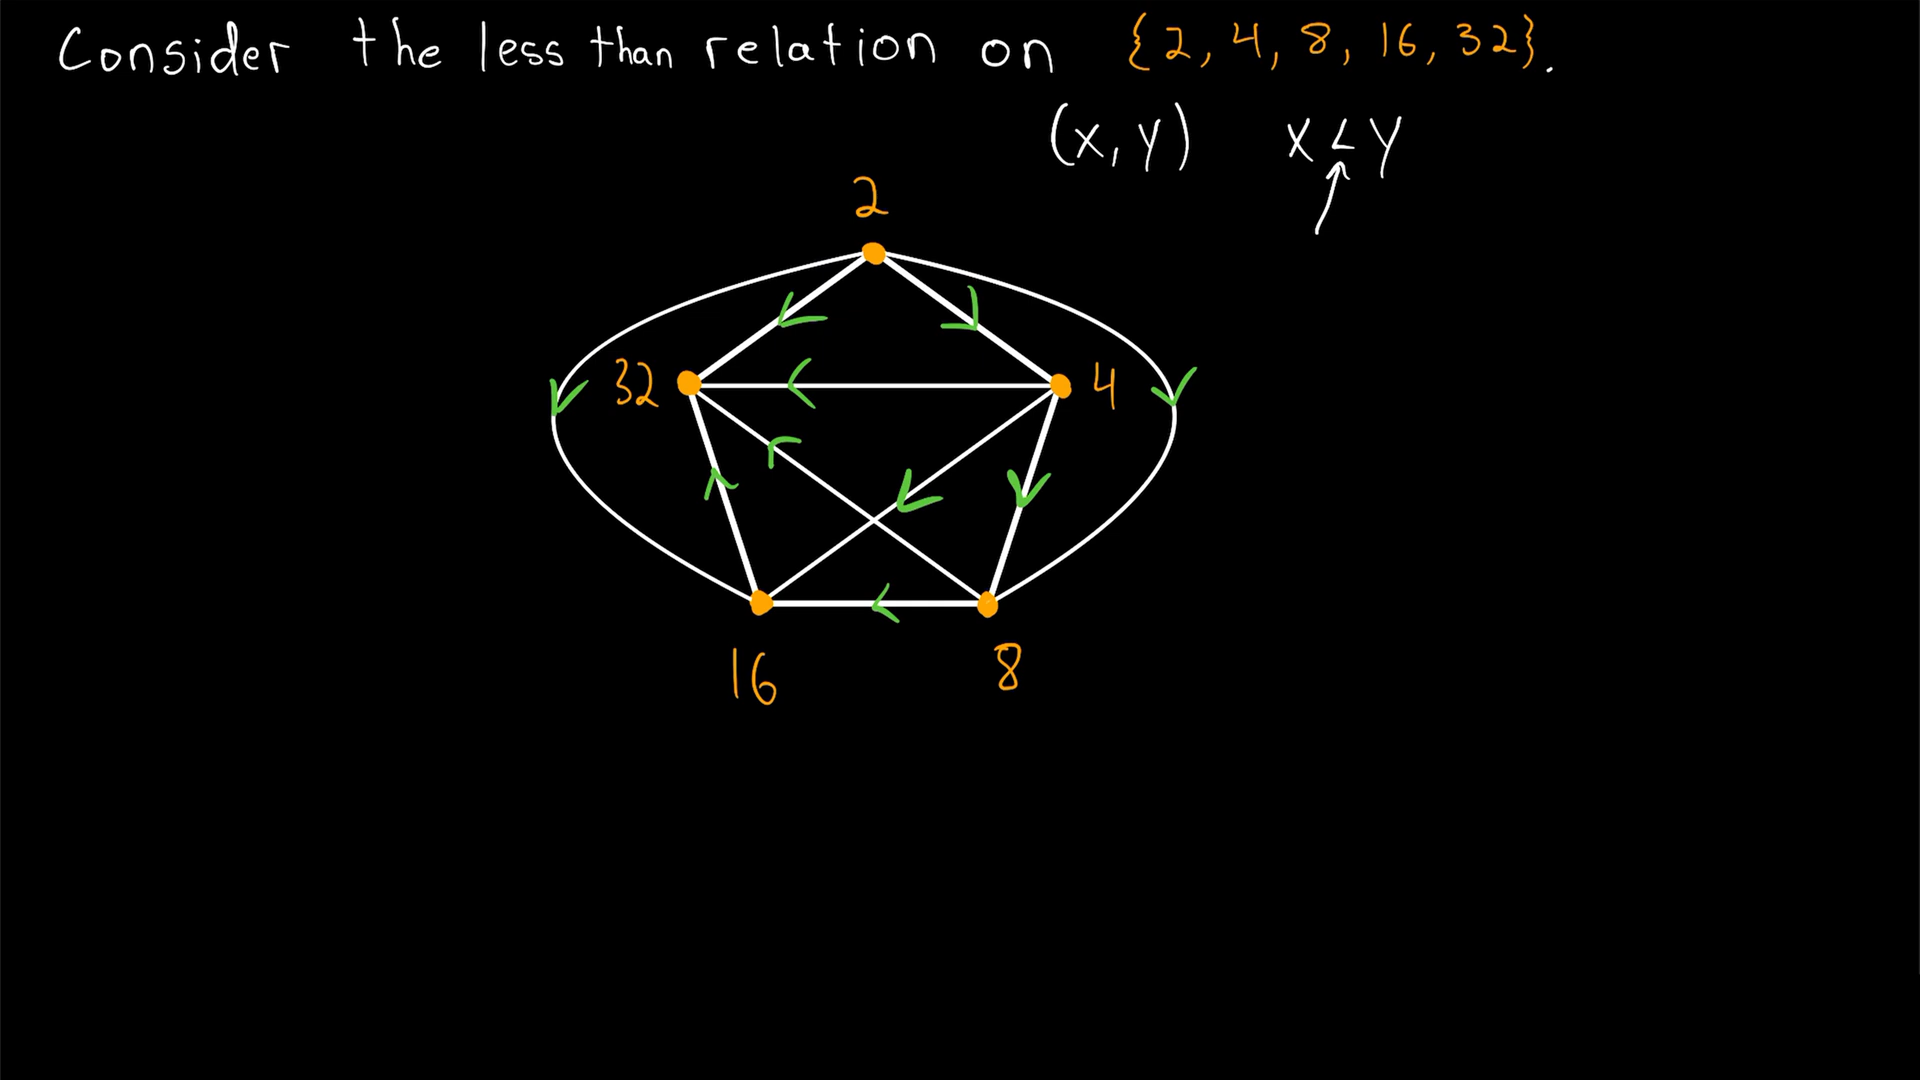 Consider the less than relation on {2, 4, 8, 16, 32}.
(x, y) x < y
2
32 4
16 8